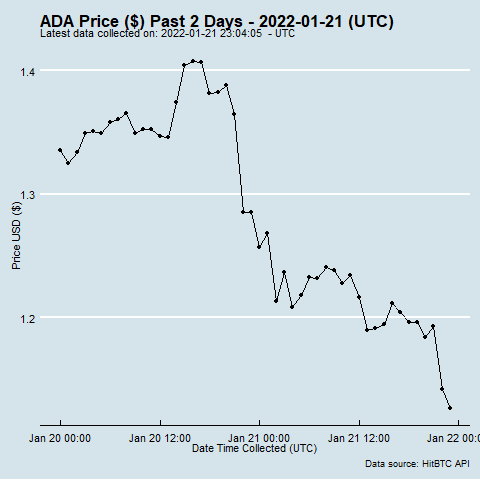 ADA Price ($) Past 2 Days - 2022-01-21 (UTC)
Latest data collected on: 2022-01-21 23:04:05 - UTC
1.4
1.3
1.2
Price USD ($)
Jan 20 00:00 Jan 20 12:00 Jan 21 00:00 Jan 21 12:00 Jan 22 00:00
Date Time Collected (UTC)
Data source: HitBTC API